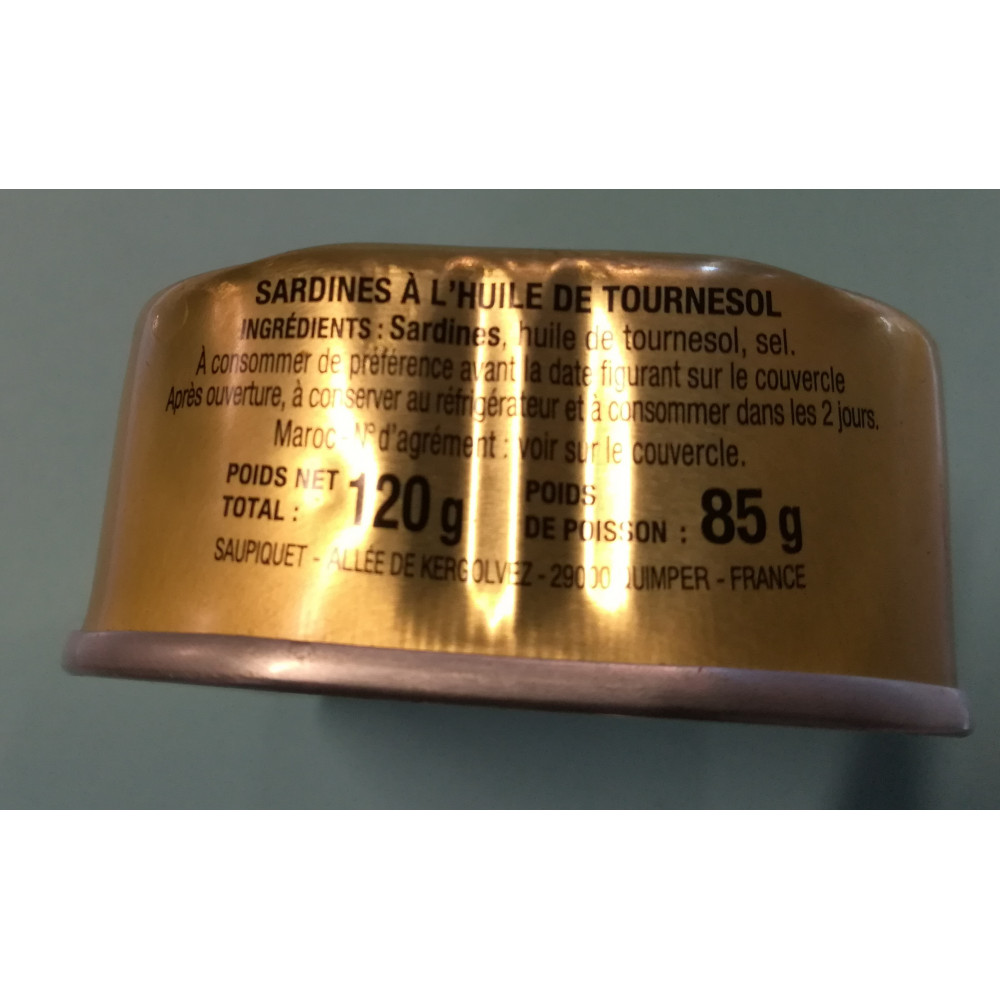 SARDINES À L'HUILE DE TOURNESOL
INGRÉDIENTS : Sardines, huile de tournesol, sel.
À consommer de préférence avant la date figurant sur le couvercle
Après ouverture, à conserver au réfrigérateur et à consommer dans les 2 jours.
Maroc - N° d'agrément : voir sur le couvercle.
POIDS NET TOTAL : 120 g
POIDS DE POISSON : 85 g
SAUPIQUET - ALLÉE DE KERGOLVEZ - 29000 QUIMPER - FRANCE